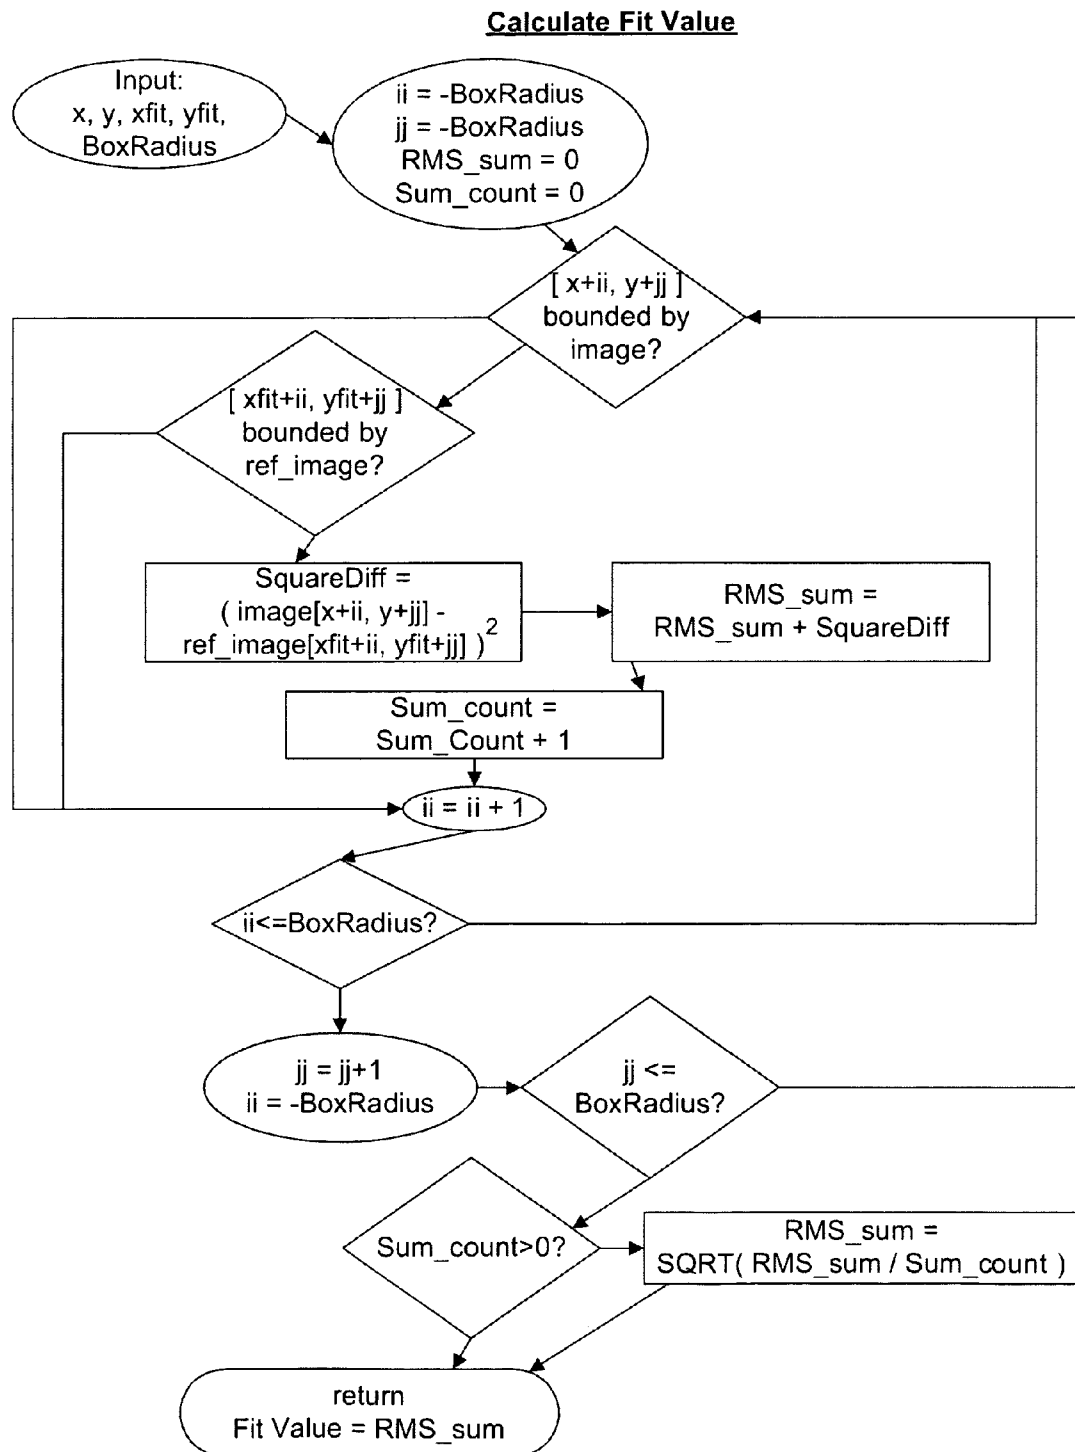 Calculate Fit Value
Input:
x, y, xfit, yfit,
BoxRadius
ii = -BoxRadius
jj = -BoxRadius
RMS_sum = 0
Sum_count = 0
[ x+ii, y+jj ]
bounded by
image?
[ xfit+ii, yfit+jj ]
bounded by
ref_image?
SquareDiff =
( image[x+ii, y+jj] -
ref_image[xfit+ii, yfit+jj] )²
RMS_sum =
RMS_sum + SquareDiff
Sum_count =
Sum_Count + 1
ii = ii + 1
ii<=BoxRadius?
jj = jj+1
ii = -BoxRadius
jj <=
BoxRadius?
Sum_count>0?
RMS_sum =
SQRT( RMS_sum / Sum_count )
return
Fit Value = RMS_sum